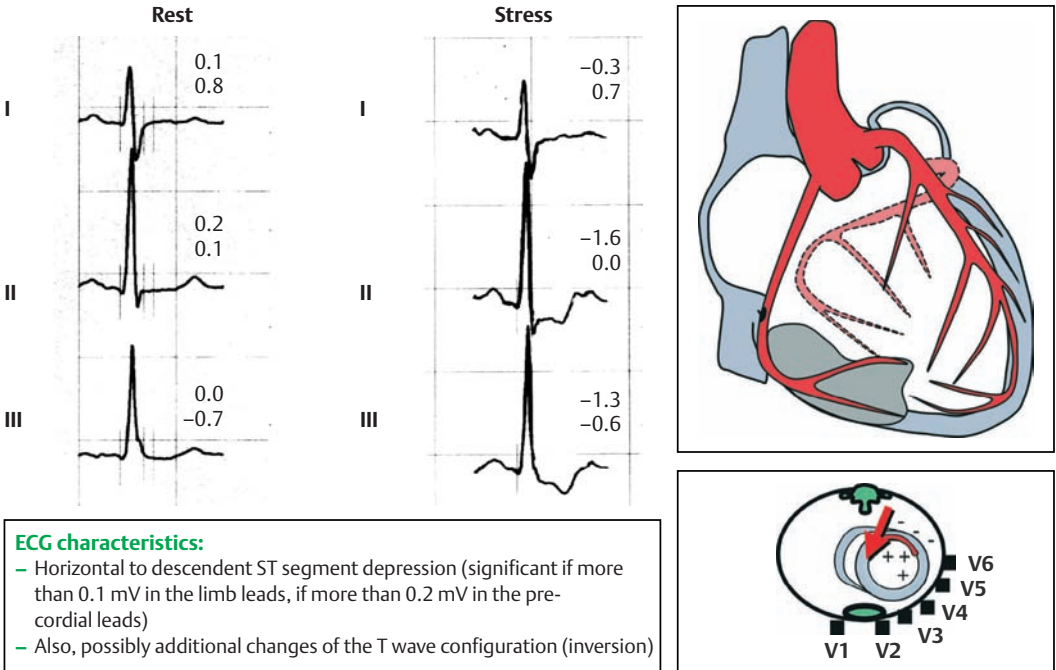 Rest
Stress
I
0.1
0.8
I
−0.3
0.7
II
0.2
0.1
II
−1.6
0.0
III
0.0
−0.7
III
−1.3
−0.6
ECG characteristics:
– Horizontal to descendent ST segment depression (significant if more
than 0.1 mV in the limb leads, if more than 0.2 mV in the pre-
cordial leads)
– Also, possibly additional changes of the T wave configuration (inversion)
- - - -
+ +
+
V6
V5
V4
V3
V1 V2